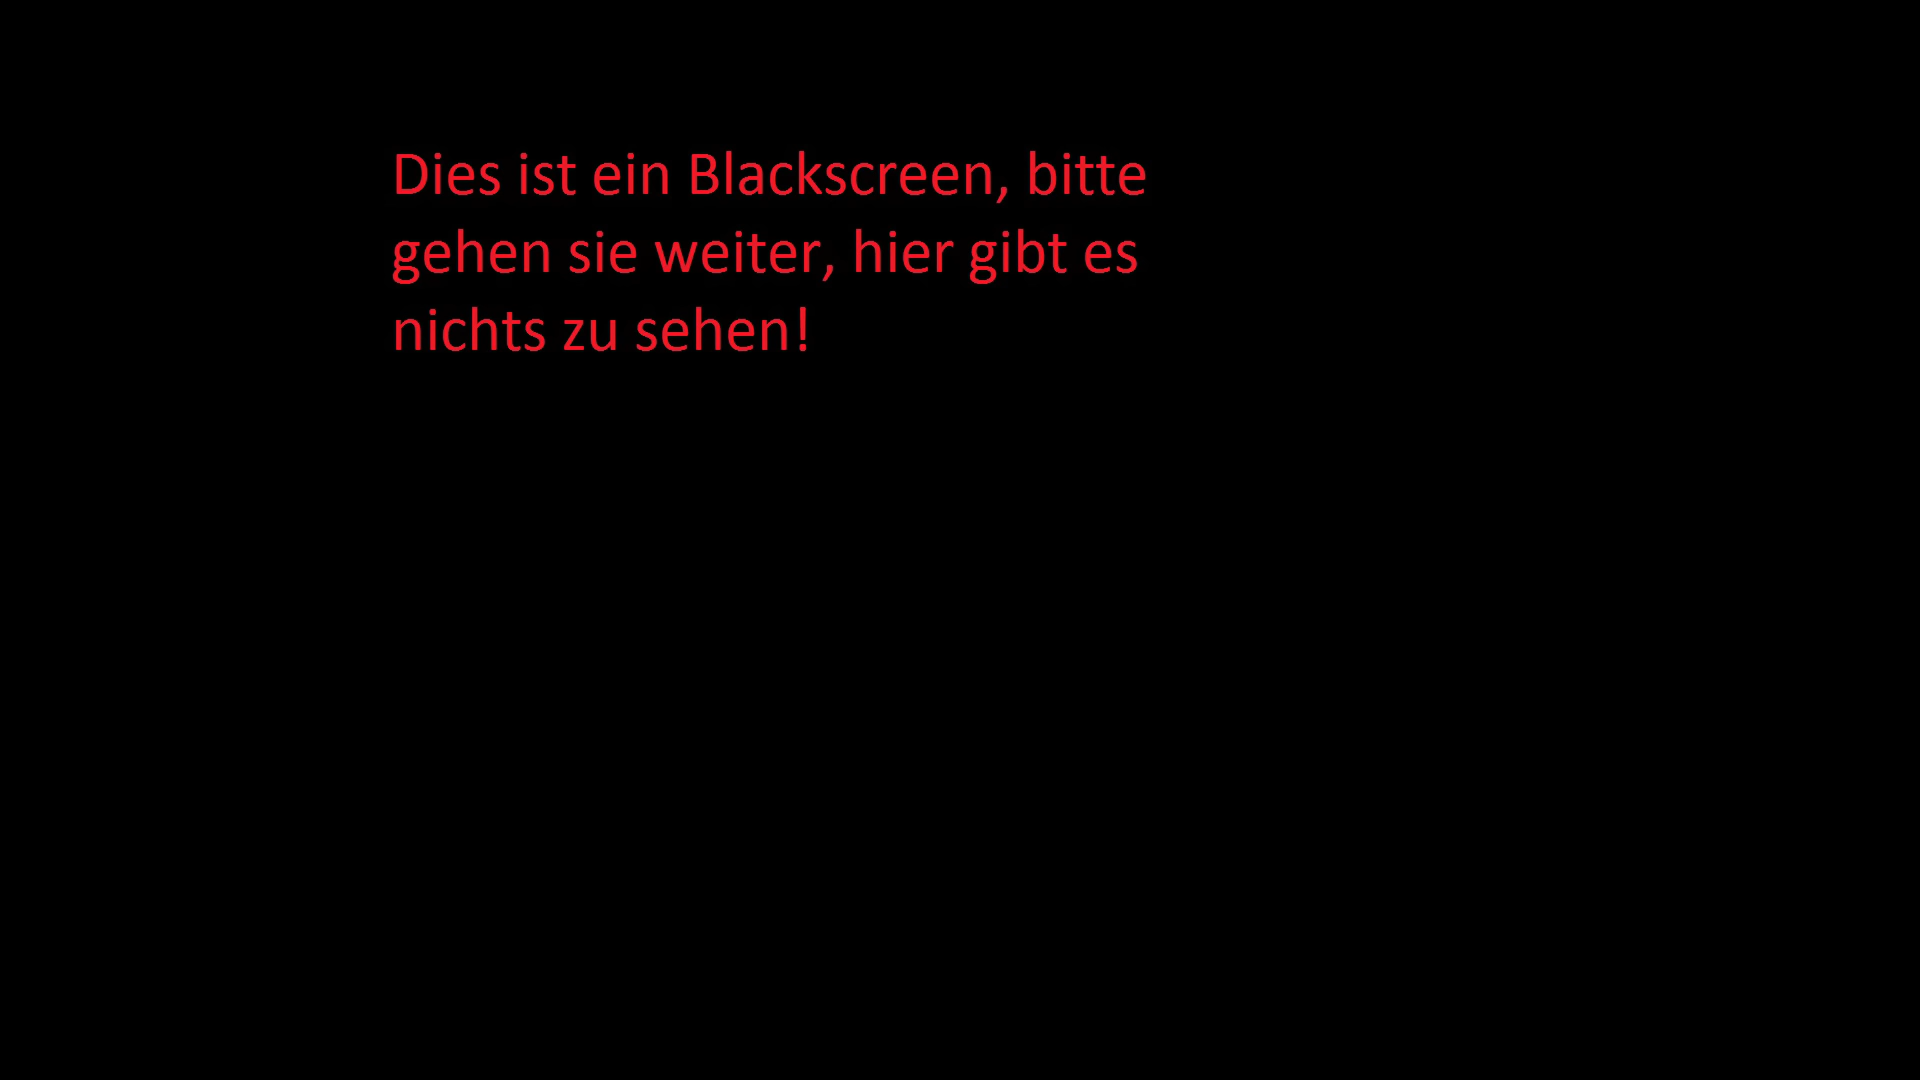 Dies ist ein Blackscreen, bitte
gehen sie weiter, hier gibt es
nichts zu sehen!